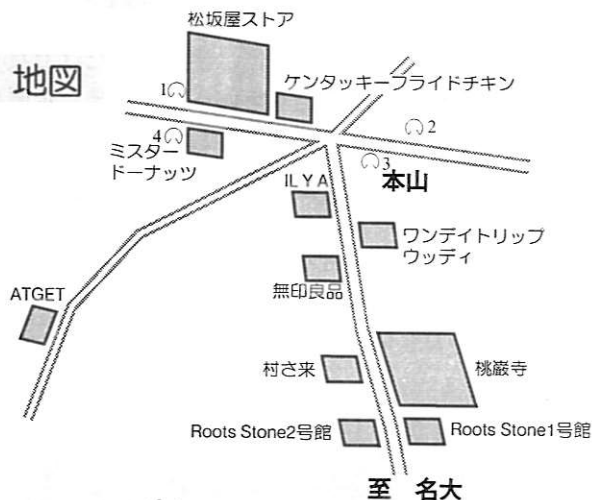 松坂屋ストア
地図
ケンタッキーフライドチキン
1
2
4
ミスター
ドーナッツ
3
本山
ILYA
ワンデイトリップ
ウッディ
無印良品
ATGET
村さ来
桃巌寺
Roots Stone2号館
Roots Stone1号館
至 名大